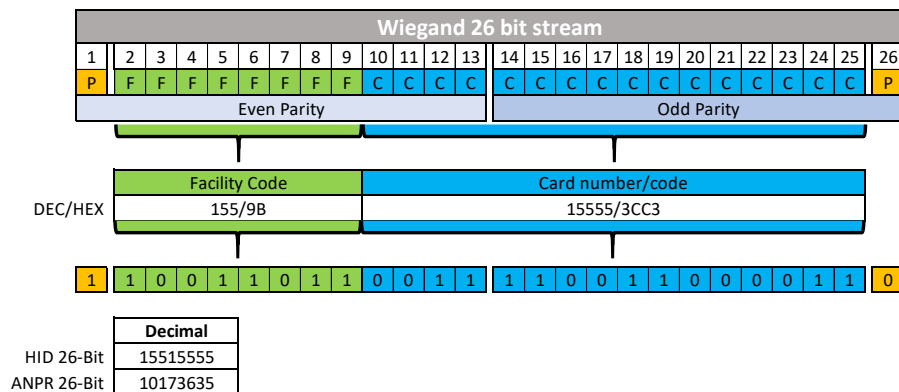 Wiegand 26 bit stream
1 2 3 4 5 6 7 8 9 10 11 12 13 14 15 16 17 18 19 20 21 22 23 24 25 26
P F F F F F F F F C C C C C C C C C C C C C C C C P
Even Parity Odd Parity
Facility Code Card number/code
DEC/HEX 155/9B 15555/3CC3
1 1 0 0 1 1 0 1 1 0 0 1 1 1 1 0 0 1 1 0 0 0 0 1 1 0
Decimal
HID 26-Bit 15515555
ANPR 26-Bit 10173635